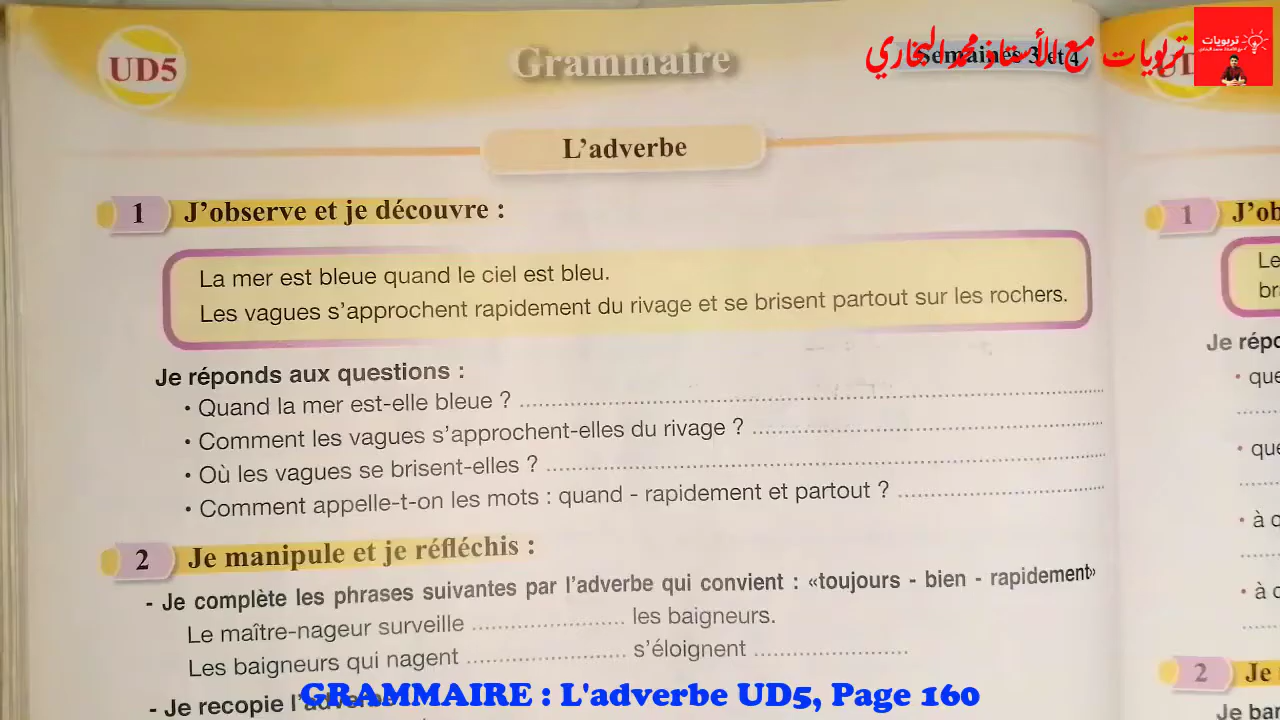 UD5
Grammaire
Semaines 3 et 4
تربويات مع الأستاذ محمد البخاري
تربويات
L'adverbe
1 J'observe et je découvre :
La mer est bleue quand le ciel est bleu.
Les vagues s'approchent rapidement du rivage et se brisent partout sur les rochers.
Je réponds aux questions :
• Quand la mer est-elle bleue ? ........................
• Comment les vagues s'approchent-elles du rivage ? ........................
• Où les vagues se brisent-elles ? ........................
• Comment appelle-t-on les mots : quand - rapidement et partout ? ........................
2 Je manipule et je réfléchis :
- Je complète les phrases suivantes par l'adverbe qui convient : «toujours - bien - rapidement»
Le maître-nageur surveille ........................ les baigneurs.
Les baigneurs qui nagent ........................ s'éloignent ........................
- Je recopie l'adverbe
GRAMMAIRE : L'adverbe UD5, Page 160
1 J'ob
Le
br
Je répo
• que
• que
• à
• à
2 Je
Je bar